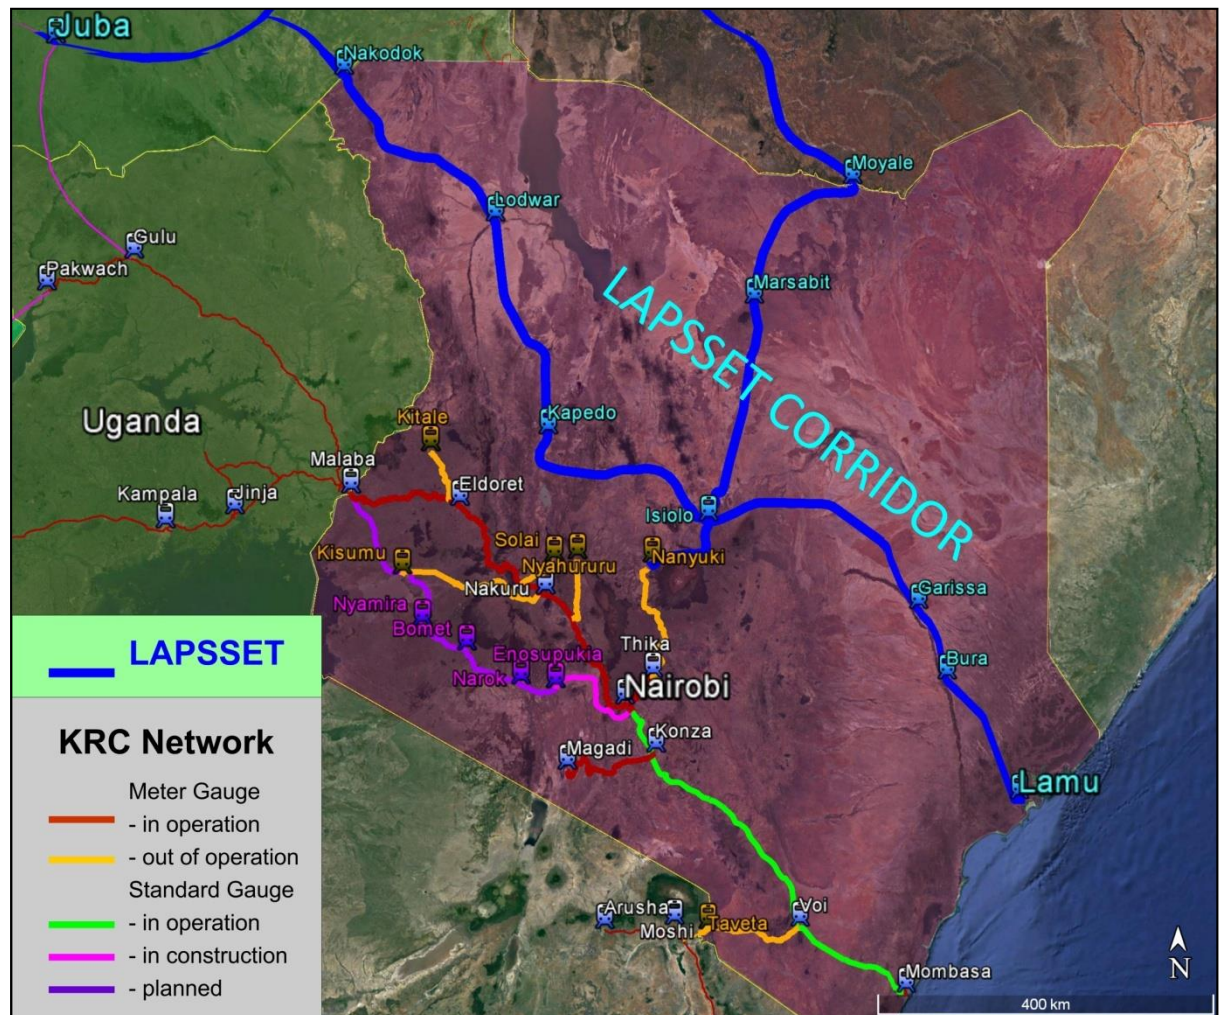 Juba
Nakodok
Moyale
Lodwar
Gulu
Pakwach
Marsabit
LAPSSET CORRIDOR
Uganda
Kitale
Kapedo
Malaba
Eldoret
Kampala
Jinja
Isiolo
Solai
Kisumu
Nyahururu
Nanyuki
Nakuru
Garissa
Nyamira
Bomet
Thika
Enosupukia
Bura
Narok
Nairobi
Konza
Magadi
Lamu
Arusha
Moshi
Taveta
Voi
Mombasa
LAPSSET
KRC Network
Meter Gauge
- in operation
- out of operation
Standard Gauge
- in operation
- in construction
- planned
N
400 km